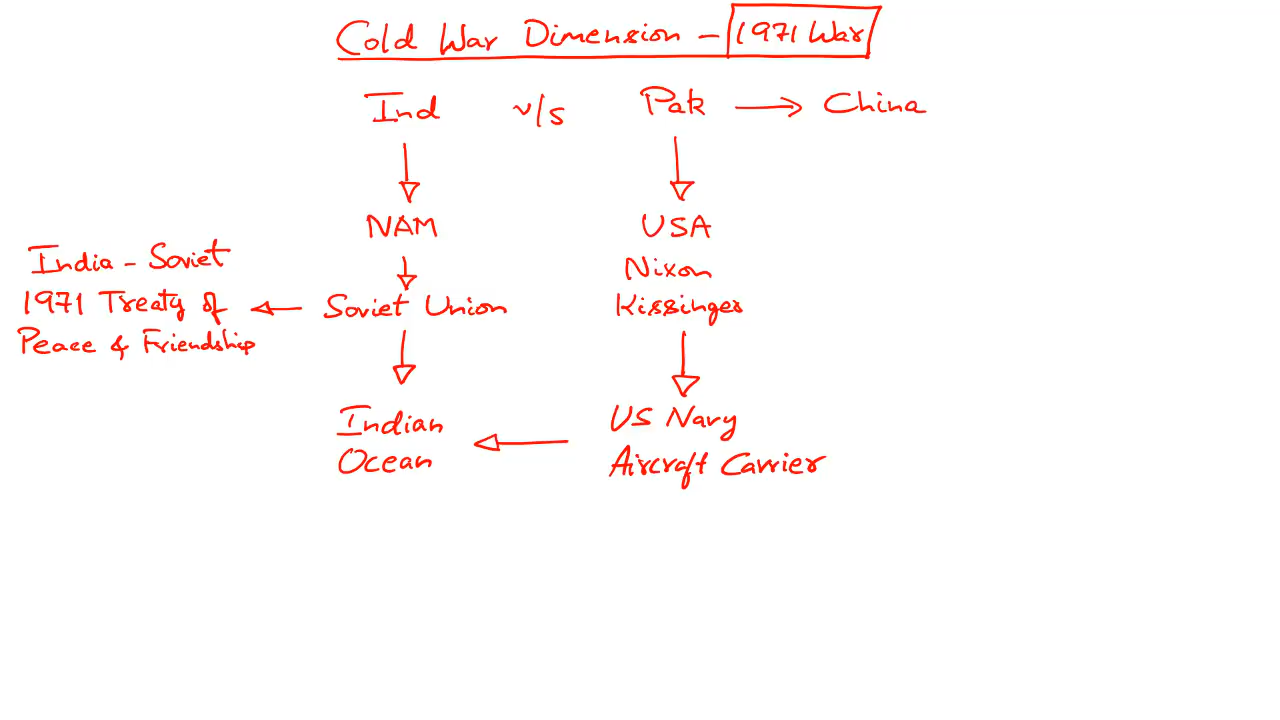 Cold War Dimension - 1971 War
Ind v/s Pak → China
NAM USA
Nixon
India - Soviet
1971 Treaty of
Peace & Friendship
Soviet Union Kissinger
Indian US Navy
Ocean Aircraft Carrier